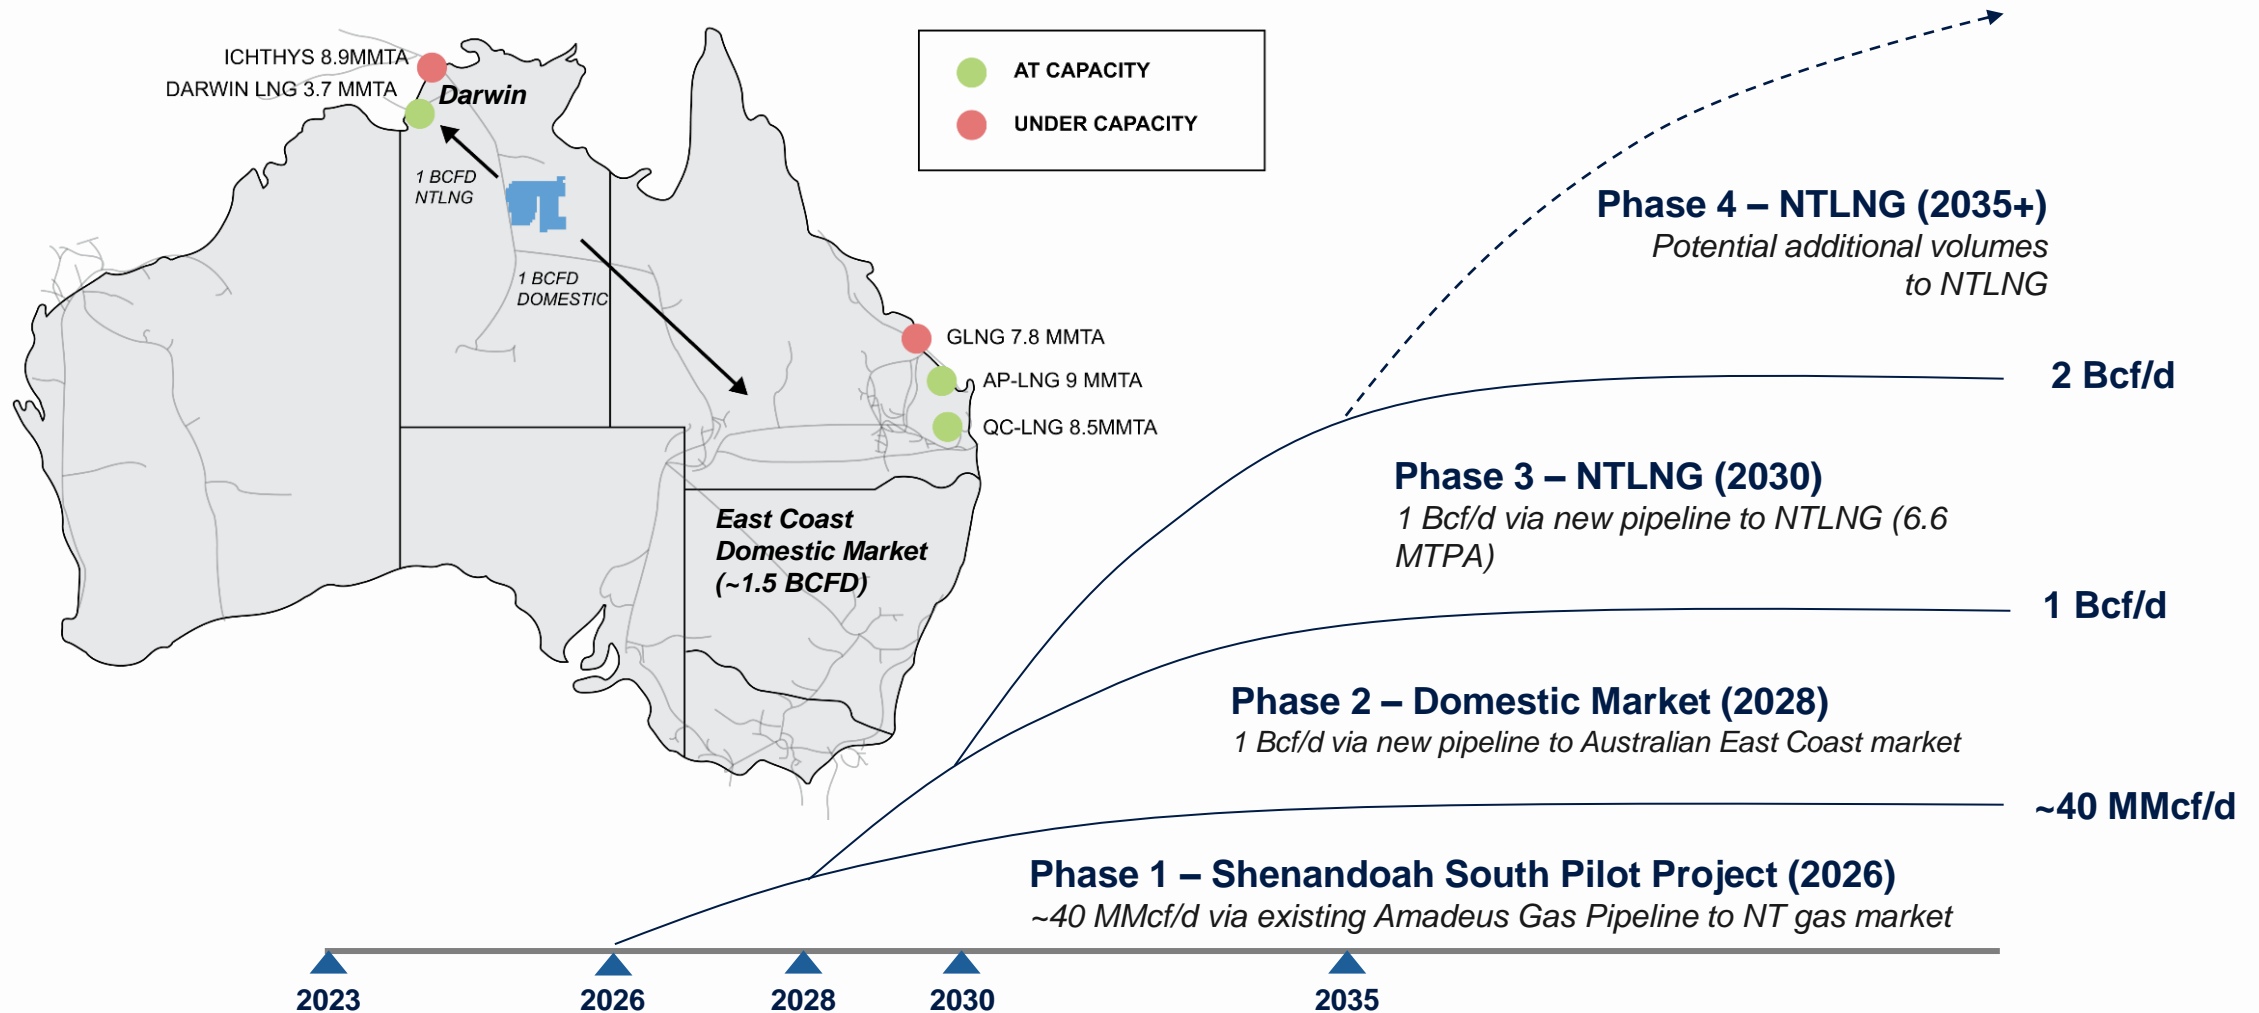 ICHTHYS 8.9MMTA
DARWIN LNG 3.7 MMTA
Darwin
1 BCFD
NTLNG
1 BCFD
DOMESTIC
AT CAPACITY
UNDER CAPACITY
GLNG 7.8 MMTA
AP-LNG 9 MMTA
QC-LNG 8.5MMTA
East Coast
Domestic Market
(~1.5 BCFD)
Phase 4 – NTLNG (2035+)
Potential additional volumes
to NTLNG
2 Bcf/d
Phase 3 – NTLNG (2030)
1 Bcf/d via new pipeline to NTLNG (6.6
MTPA)
1 Bcf/d
Phase 2 – Domestic Market (2028)
1 Bcf/d via new pipeline to Australian East Coast market
~40 MMcf/d
Phase 1 – Shenandoah South Pilot Project (2026)
~40 MMcf/d via existing Amadeus Gas Pipeline to NT gas market
2023
2026
2028
2030
2035